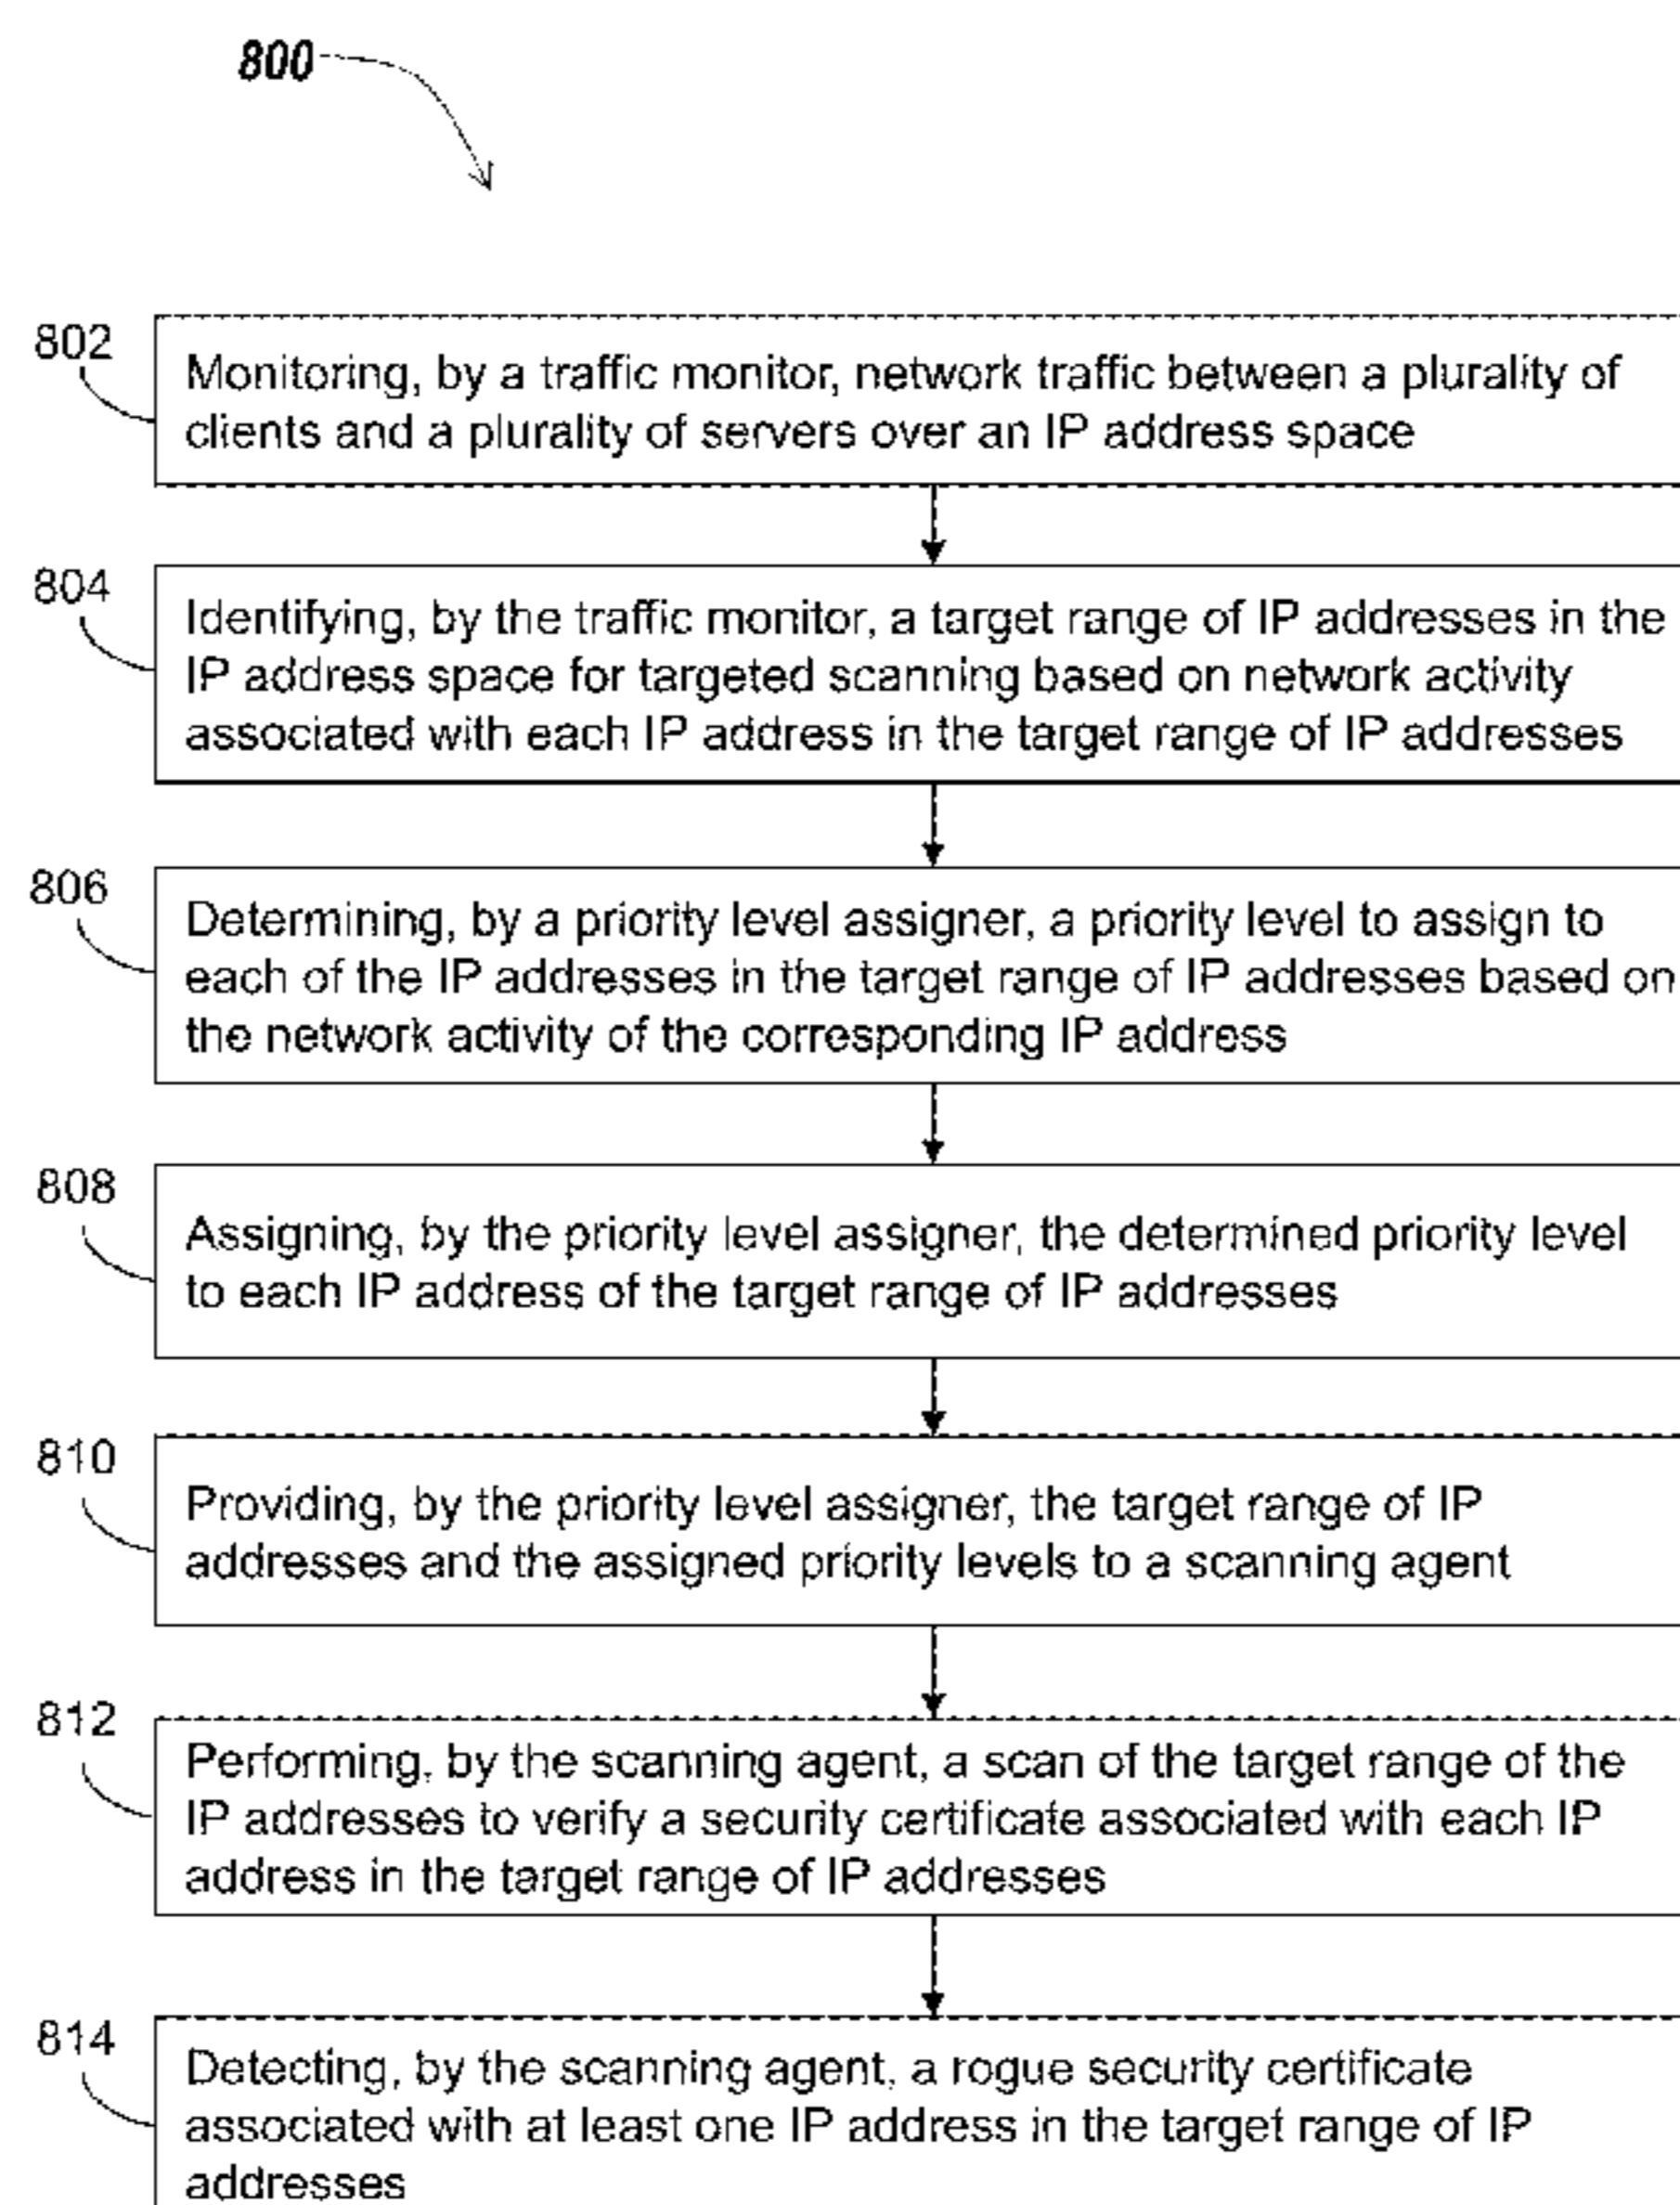 800
802
Monitoring, by a traffic monitor, network traffic between a plurality of
clients and a plurality of servers over an IP address space
804
Identifying, by the traffic monitor, a target range of IP addresses in the
IP address space for targeted scanning based on network activity
associated with each IP address in the target range of IP addresses
806
Determining, by a priority level assigner, a priority level to assign to
each of the IP addresses in the target range of IP addresses based on
the network activity of the corresponding IP address
808
Assigning, by the priority level assigner, the determined priority level
to each IP address of the target range of IP addresses
810
Providing, by the priority level assigner, the target range of IP
addresses and the assigned priority levels to a scanning agent
812
Performing, by the scanning agent, a scan of the target range of the
IP addresses to verify a security certificate associated with each IP
address in the target range of IP addresses
814
Detecting, by the scanning agent, a rogue security certificate
associated with at least one IP address in the target range of IP
addresses